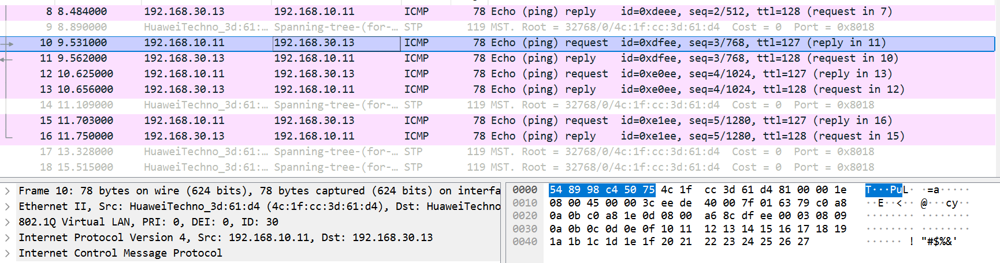 8 8.484000 192.168.30.13 192.168.10.11 ICMP 78 Echo (ping) reply id=0xdeee, seq=2/512, ttl=128 (request in 7)
9 8.890000 HuaweiTechno_3d:61:… Spanning-tree-(for-… STP 119 MST. Root = 32768/0/4c:1f:cc:3d:61:d4 Cost = 0 Port = 0x8018
10 9.531000 192.168.10.11 192.168.30.13 ICMP 78 Echo (ping) request id=0xdfee, seq=3/768, ttl=127 (reply in 11)
11 9.562000 192.168.30.13 192.168.10.11 ICMP 78 Echo (ping) reply id=0xdfee, seq=3/768, ttl=128 (request in 10)
12 10.625000 192.168.10.11 192.168.30.13 ICMP 78 Echo (ping) request id=0xe0ee, seq=4/1024, ttl=127 (reply in 13)
13 10.656000 192.168.30.13 192.168.10.11 ICMP 78 Echo (ping) reply id=0xe0ee, seq=4/1024, ttl=128 (request in 12)
14 11.109000 HuaweiTechno_3d:61:… Spanning-tree-(for-… STP 119 MST. Root = 32768/0/4c:1f:cc:3d:61:d4 Cost = 0 Port = 0x8018
15 11.703000 192.168.10.11 192.168.30.13 ICMP 78 Echo (ping) request id=0xe1ee, seq=5/1280, ttl=127 (reply in 16)
16 11.750000 192.168.30.13 192.168.10.11 ICMP 78 Echo (ping) reply id=0xe1ee, seq=5/1280, ttl=128 (request in 15)
17 13.328000 HuaweiTechno_3d:61:… Spanning-tree-(for-… STP 119 MST. Root = 32768/0/4c:1f:cc:3d:61:d4 Cost = 0 Port = 0x8018
18 15.515000 HuaweiTechno_3d:61:… Spanning-tree-(for-… STP 119 MST. Root = 32768/0/4c:1f:cc:3d:61:d4 Cost = 0 Port = 0x8018
Frame 10: 78 bytes on wire (624 bits), 78 bytes captured (624 bits) on interfa
Ethernet II, Src: HuaweiTechno_3d:61:d4 (4c:1f:cc:3d:61:d4), Dst: HuaweiTechno
802.1Q Virtual LAN, PRI: 0, DEI: 0, ID: 30
Internet Protocol Version 4, Src: 192.168.10.11, Dst: 192.168.30.13
Internet Control Message Protocol
0000 54 89 98 c4 50 75 4c 1f cc 3d 61 d4 81 00 00 1e T···PuL· ·=a·····
0010 08 00 45 00 00 3c ee de 40 00 7f 01 63 79 c0 a8 ··E··<·· @···cy··
0020 0a 0b c0 a8 1e 0d 08 00 a6 8c df ee 00 03 08 09 ········ ········
0030 0a 0b 0c 0d 0e 0f 10 11 12 13 14 15 16 17 18 19 ········ ········
0040 1a 1b 1c 1d 1e 1f 20 21 22 23 24 25 26 27 ······ ! "#$%&'